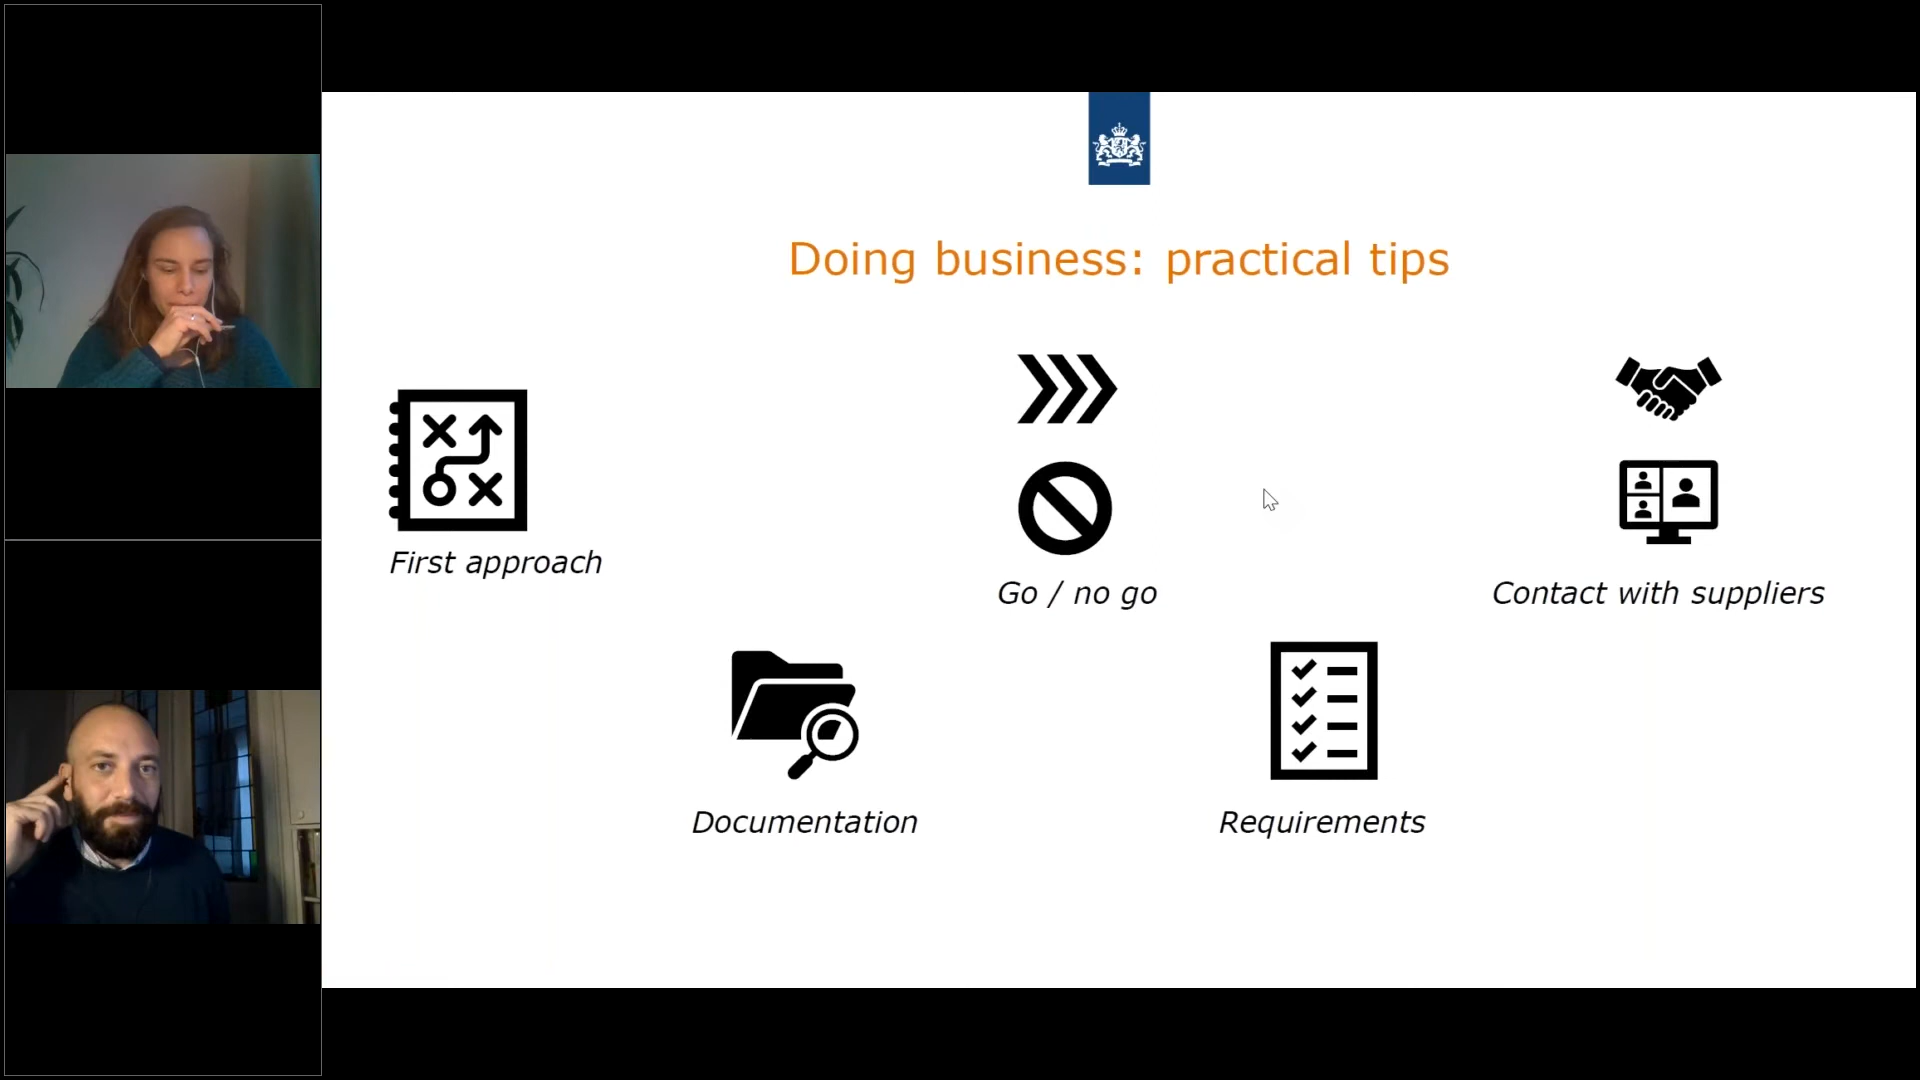 Doing business: practical tips
First approach
Go / no go
Contact with suppliers
Documentation
Requirements